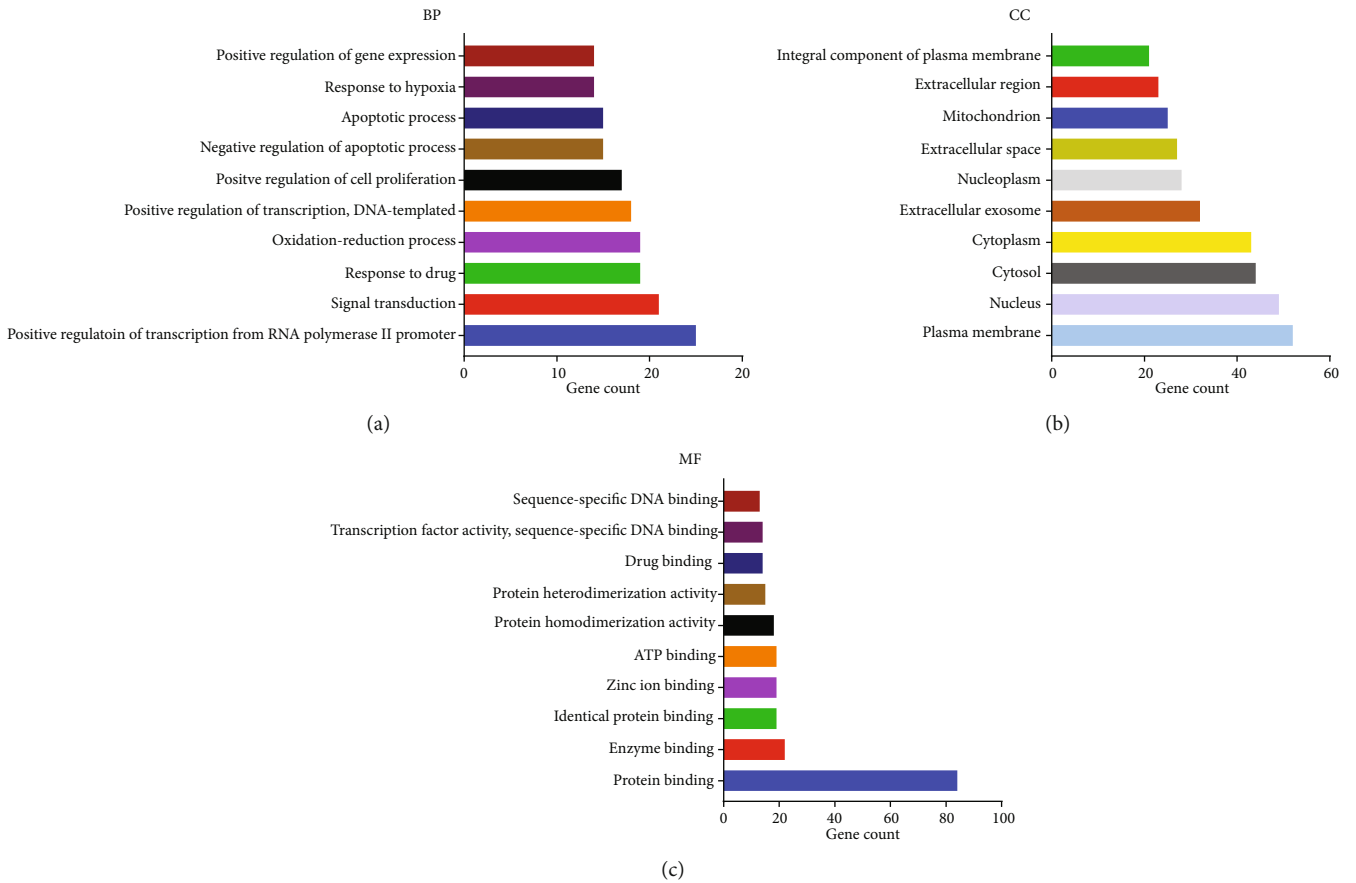 BP
Positive regulation of gene expression
Response to hypoxia
Apoptotic process
Negative regulation of apoptotic process
Positve regulation of cell proliferation
Positive regulation of transcription, DNA-templated
Oxidation-reduction process
Response to drug
Signal transduction
Positive regulatoin of transcription from RNA polymerase II promoter
0 10 20 20
Gene count
(a)
CC
Integral component of plasma membrane
Extracellular region
Mitochondrion
Extracellular space
Nucleoplasm
Extracellular exosome
Cytoplasm
Cytosol
Nucleus
Plasma membrane
0 20 40 60
Gene count
(b)
MF
Sequence-specific DNA binding
Transcription factor activity, sequence-specific DNA binding
Drug binding
Protein heterodimerization activity
Protein homodimerization activity
ATP binding
Zinc ion binding
Identical protein binding
Enzyme binding
Protein binding
0 20 40 60 80 100
Gene count
(c)